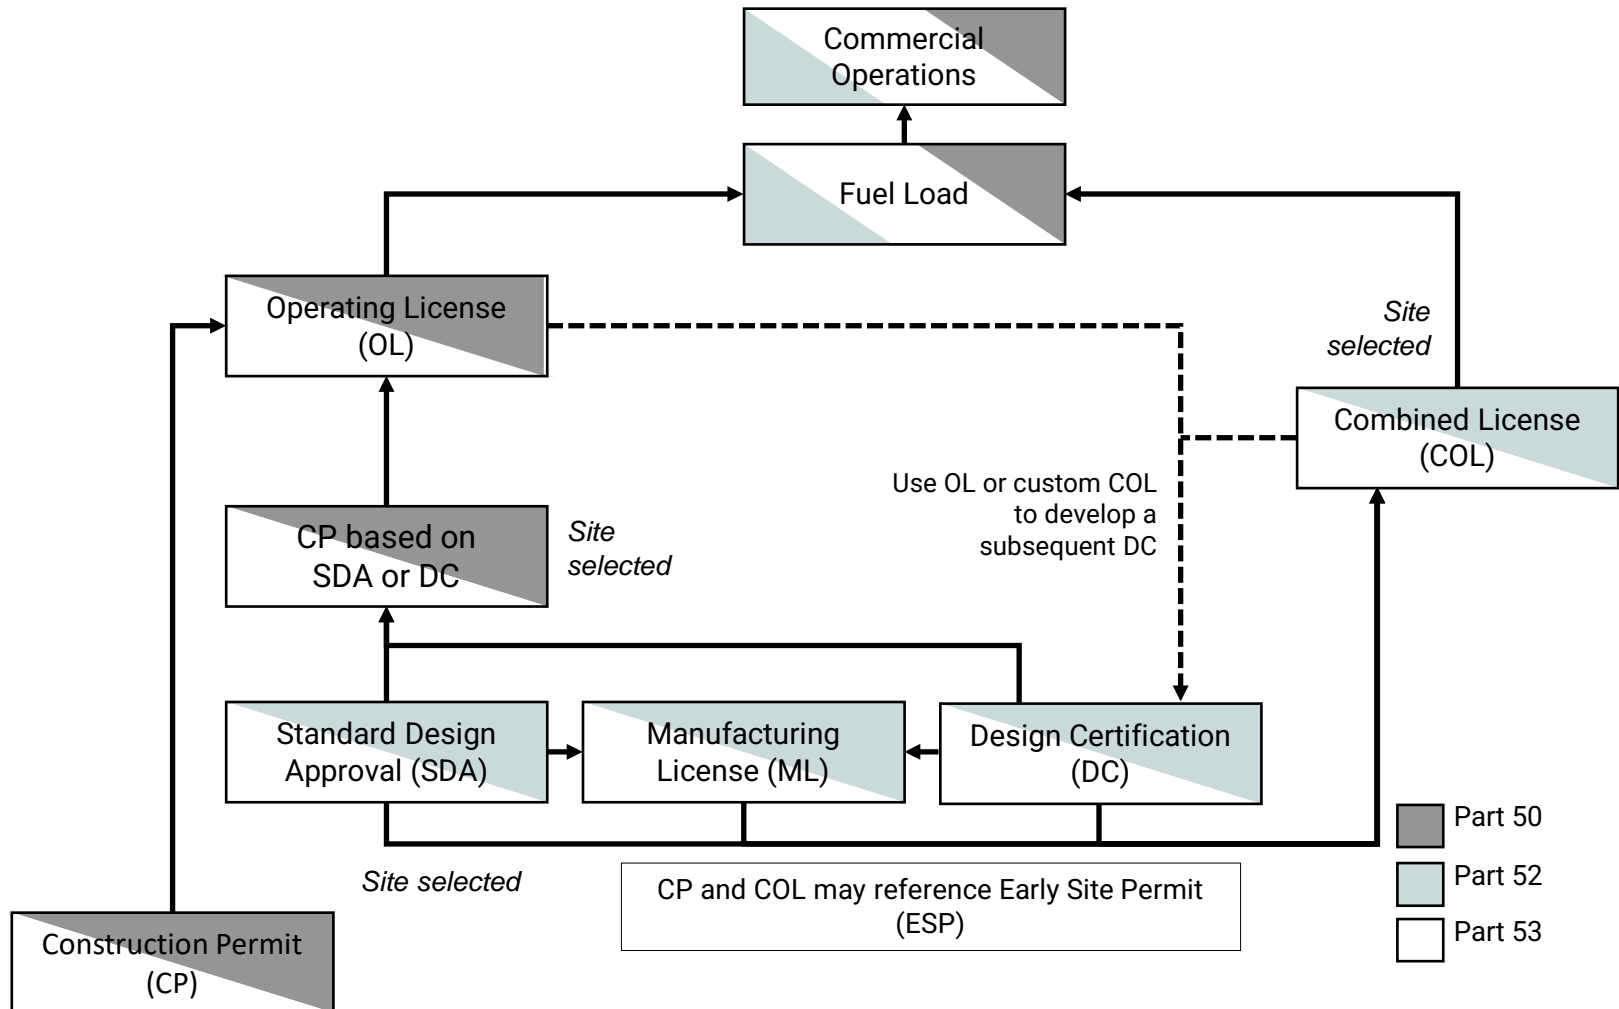 Commercial
Operations
Fuel Load
Operating License
(OL)
Site
selected
Combined License
(COL)
Use OL or custom COL
to develop a
subsequent DC
CP based on
SDA or DC
Site
selected
Standard Design
Approval (SDA)
Manufacturing
License (ML)
Design Certification
(DC)
Part 50
Part 52
Part 53
Site selected
CP and COL may reference Early Site Permit
(ESP)
Construction Permit
(CP)